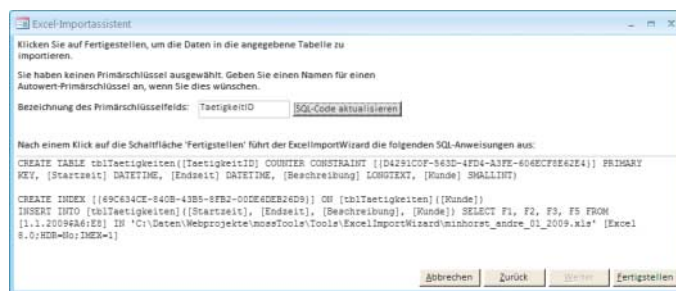 Excel-Importassistent
Klicken Sie auf Fertigstellen, um die Daten in die angegebene Tabelle zu
importieren.
Sie haben keinen Primärschlüssel ausgewählt. Geben Sie einen Namen für einen
Autowert-Primärschlüssel an, wenn Sie dies wünschen.
Bezeichnung des Primärschlüsselfelds: TaetigkeitID SQL-Code aktualisieren
Nach einem Klick auf die Schaltfläche 'Fertigstellen' führt der ExcelImportWizard die folgenden SQL-Anweisungen aus:
CREATE TABLE tblTaetigkeiten([TaetigkeitID] COUNTER CONSTRAINT [{D4291C0F-563D-4FD4-A3FE-606ECF8E62E4}] PRIMARY
KEY, [Startzeit] DATETIME, [Endzeit] DATETIME, [Beschreibung] LONGTEXT, [Kunde] SMALLINT)
CREATE INDEX [{69C634CE-840B-43B5-8FB2-00DE6DEB26D9}] ON [tblTaetigkeiten]([Kunde])
INSERT INTO [tblTaetigkeiten]([Startzeit], [Endzeit], [Beschreibung], [Kunde]) SELECT F1, F2, F3, F5 FROM
[1.1.2009$A6:E8] IN 'C:\Daten\Webprojekte\mossTools\Tools\ExcelImportWizard\minhorst_andre_01_2009.xls' [Excel
8.0;HDR=No;IMEX=1]
Abbrechen Zurück Weiter Fertigstellen